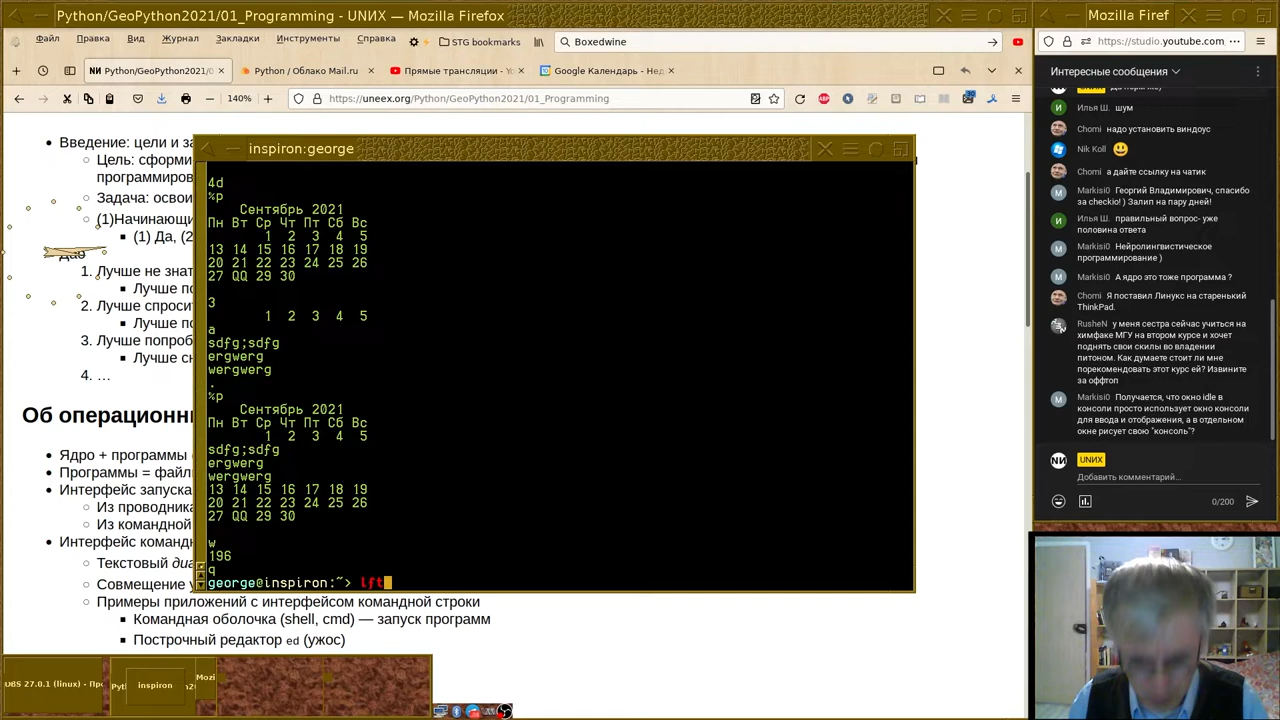 Python/GeoPython2021/01_Programming - UNИX — Mozilla Firefox
Файл Правка Вид Журнал Закладки Инструменты Справка STG bookmarks Boxedwine
Python/GeoPython2021/0 Python / Облако Mail.ru Прямые трансляции - Y Google Календарь - Нед
140% https://uneex.org/Python/GeoPython2021/01_Programming
Введение: цели и за
Цель: сформи
программиров
Задача: освои
(1)Начинающи
(1) Да, (2
Лучше не знат
Лучше по
2. Лучше спроси
Лучше по
3. Лучше попроб
Лучше сн
4. …
Об операционн
Ядро + программы
Программы = файл
Интерфейс запуска
Из проводника
Из командной
Интерфейс команд
Текстовый диа
Совмещение у
Примеры приложений с интерфейсом командной строки
Командная оболочка (shell, cmd) — запуск программ
Построчный редактор ed (ужос)
inspiron:george
4d
%p
Сентябрь 2021
Пн Вт Ср Чт Пт Сб Вс
1 2 3 4 5
13 14 15 16 17 18 19
20 21 22 23 24 25 26
27 QQ 29 30
3
1 2 3 4 5
a
sdfg;sdfg
ergwerg
wergwerg
.
%p
Сентябрь 2021
Пн Вт Ср Чт Пт Сб Вс
1 2 3 4 5
sdfg;sdfg
ergwerg
wergwerg
13 14 15 16 17 18 19
20 21 22 23 24 25 26
27 QQ 29 30
w
196
q
george@inspiron:~> lft
Mozilla Firef
https://studio.youtube.com
Интересные сообщения
Илья Ш. шум
Chomi надо установить виндоус
Nik Koll
Chomi а дайте ссылку на чатик
Markisi0 Георгий Владимирович, спасибо
за checkio! ) Залип на пару дней!
Илья Ш. правильный вопрос- уже
половина ответа
Markisi0 Нейролингвистическое
программирование )
Markisi0 А ядро это тоже программа ?
Chomi Я поставил Линукс на старенький
ThinkPad.
RusheN у меня сестра сейчас учиться на
химфаке МГУ на втором курсе и хочет
поднять свои скилы во владении
питоном. Как думаете стоит ли мне
порекомендовать этот курс ей? Извините
за оффтоп
Markisi0 Получается, что окно idle в
консоли просто использует окно консоли
для ввода и отображения, а в отдельном
окне рисует свою "консоль"?
UNИX
Добавить комментарий…
0/200
OBS 27.0.1 (linux) - Пр
inspiron
Mozi